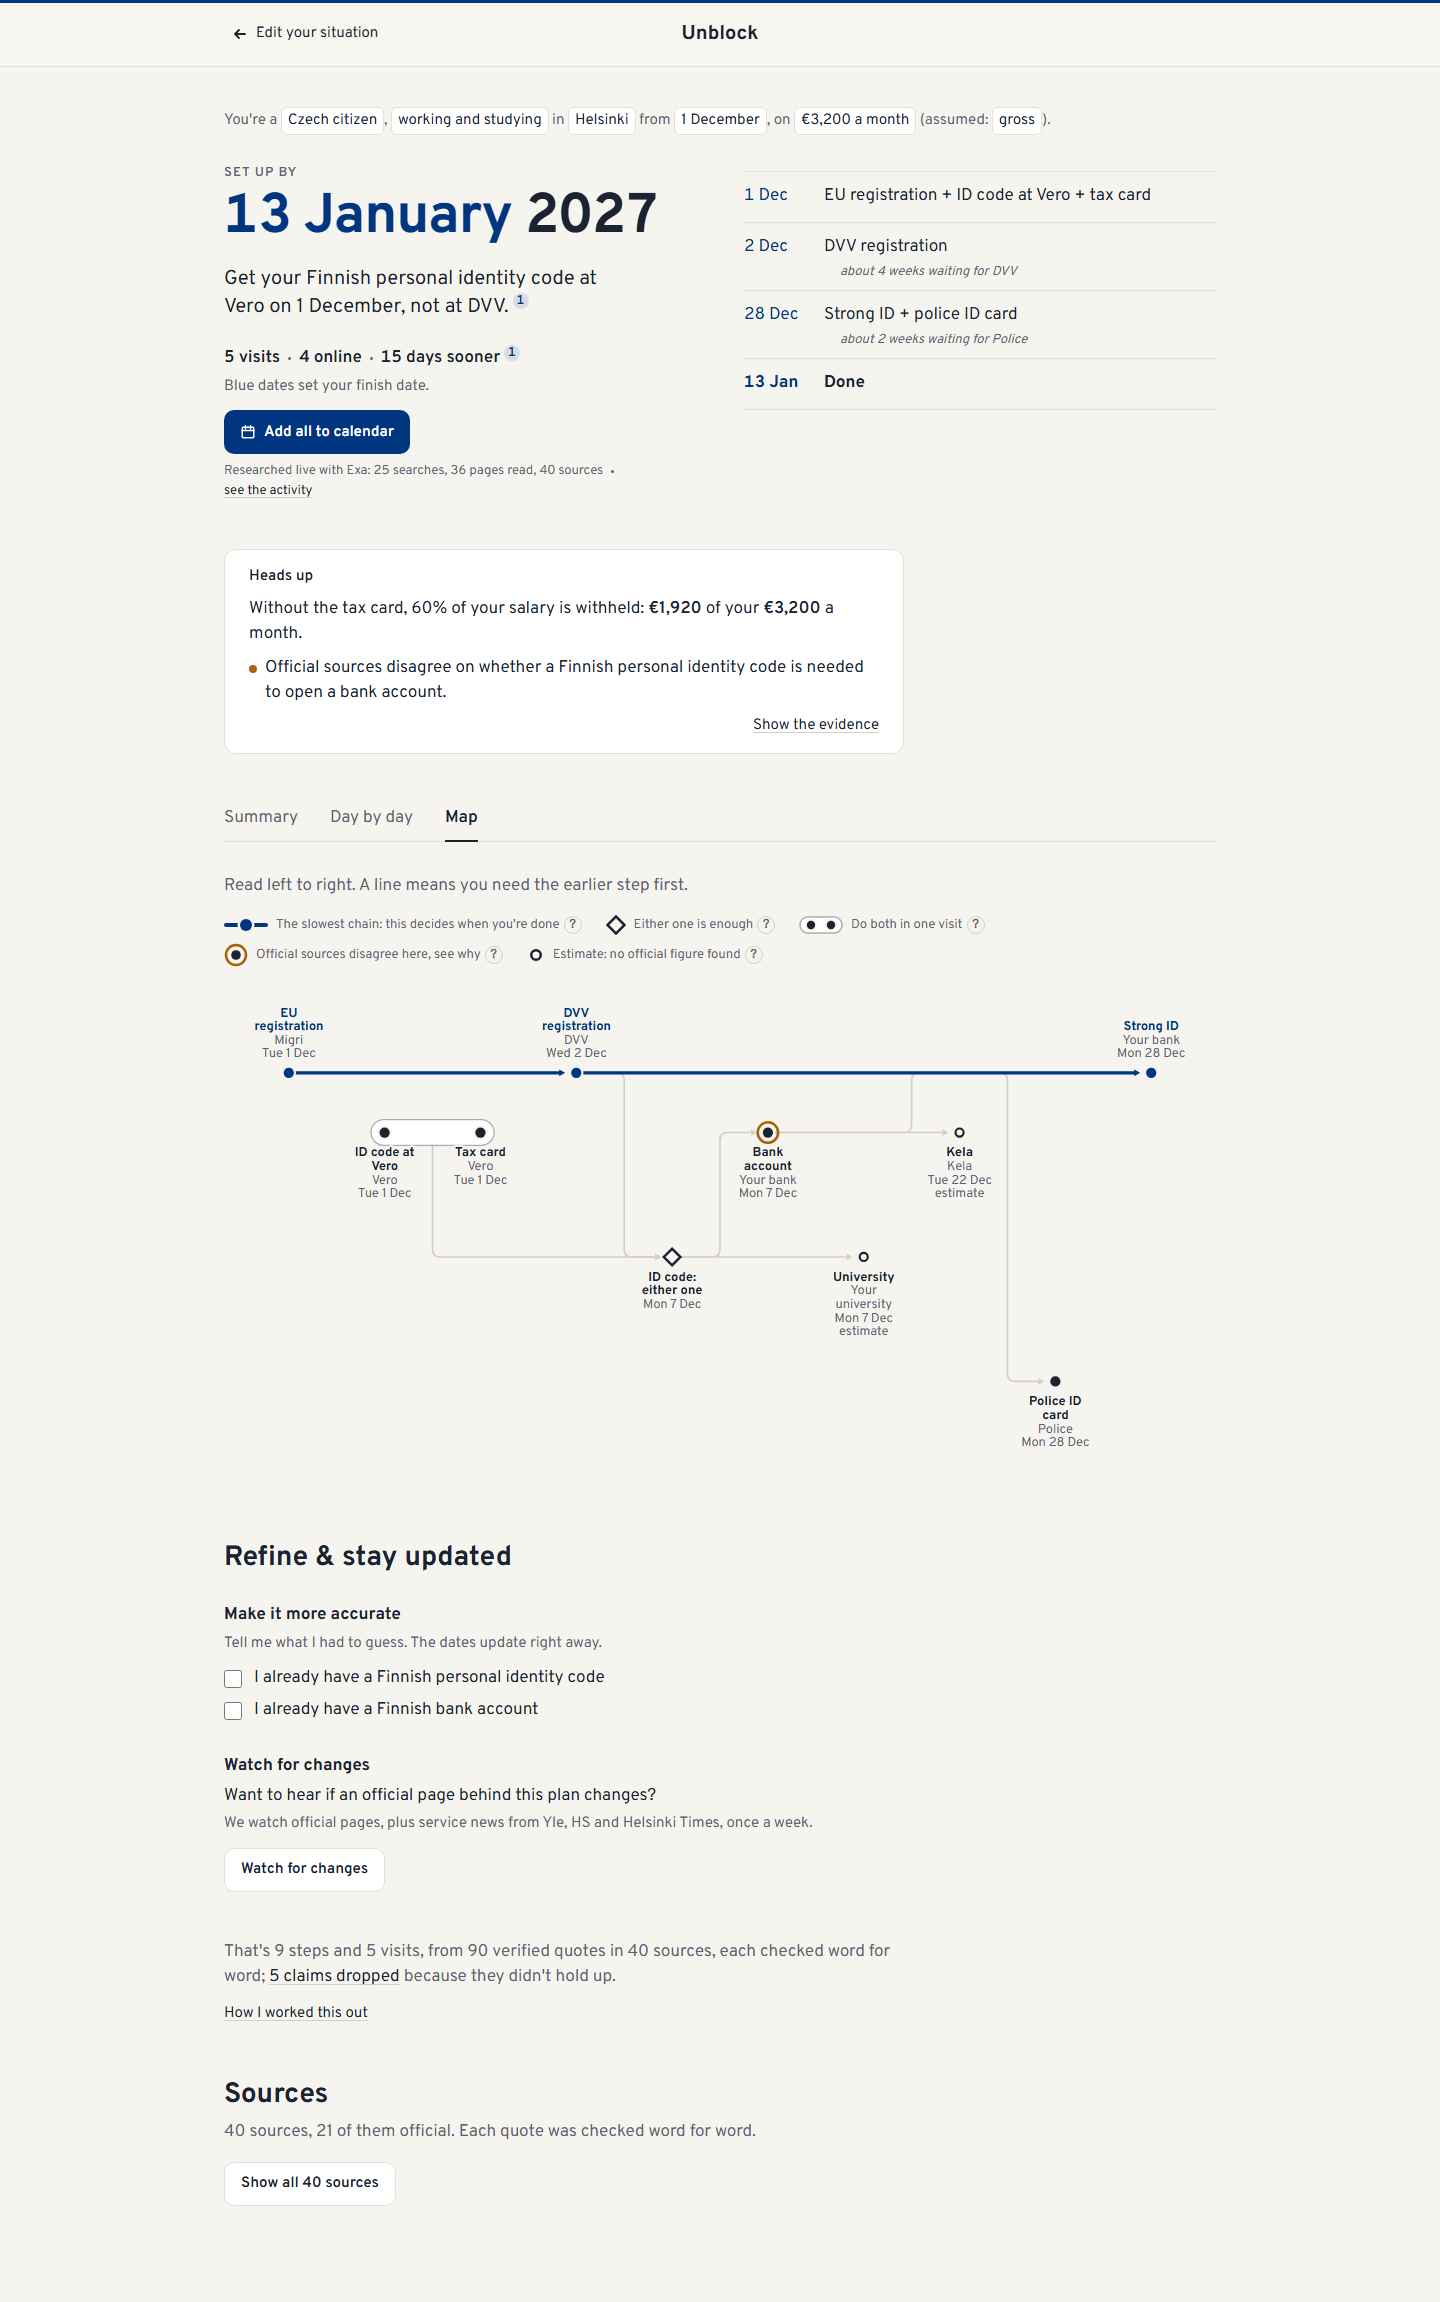 Edit your situation
Unblock
You're a Czech citizen, working and studying in Helsinki from 1 December, on €3,200 a month (assumed: gross).
SET UP BY
13 January 2027
Get your Finnish personal identity code at
Vero on 1 December, not at DVV. 1
5 visits · 4 online · 15 days sooner 1
Blue dates set your finish date.
Add all to calendar
Researched live with Exa: 25 searches, 36 pages read, 40 sources ·
see the activity
1 Dec EU registration + ID code at Vero + tax card
2 Dec DVV registration
about 4 weeks waiting for DVV
28 Dec Strong ID + police ID card
about 2 weeks waiting for Police
13 Jan Done
Heads up
Without the tax card, 60% of your salary is withheld: €1,920 of your €3,200 a
month.
Official sources disagree on whether a Finnish personal identity code is needed
to open a bank account.
Show the evidence
Summary Day by day Map
Read left to right. A line means you need the earlier step first.
The slowest chain: this decides when you're done ? Either one is enough ? Do both in one visit ?
Official sources disagree here, see why ? Estimate: no official figure found ?
EU
registration
Migri
Tue 1 Dec
DVV
registration
DVV
Wed 2 Dec
Strong ID
Your bank
Mon 28 Dec
ID code at
Vero
Vero
Tue 1 Dec
Tax card
Vero
Tue 1 Dec
Bank
account
Your bank
Mon 7 Dec
Kela
Kela
Tue 22 Dec
estimate
ID code:
either one
Mon 7 Dec
University
Your
university
Mon 7 Dec
estimate
Police ID
card
Police
Mon 28 Dec
Refine & stay updated
Make it more accurate
Tell me what I had to guess. The dates update right away.
I already have a Finnish personal identity code
I already have a Finnish bank account
Watch for changes
Want to hear if an official page behind this plan changes?
We watch official pages, plus service news from Yle, HS and Helsinki Times, once a week.
Watch for changes
That's 9 steps and 5 visits, from 90 verified quotes in 40 sources, each checked word for
word; 5 claims dropped because they didn't hold up.
How I worked this out
Sources
40 sources, 21 of them official. Each quote was checked word for word.
Show all 40 sources